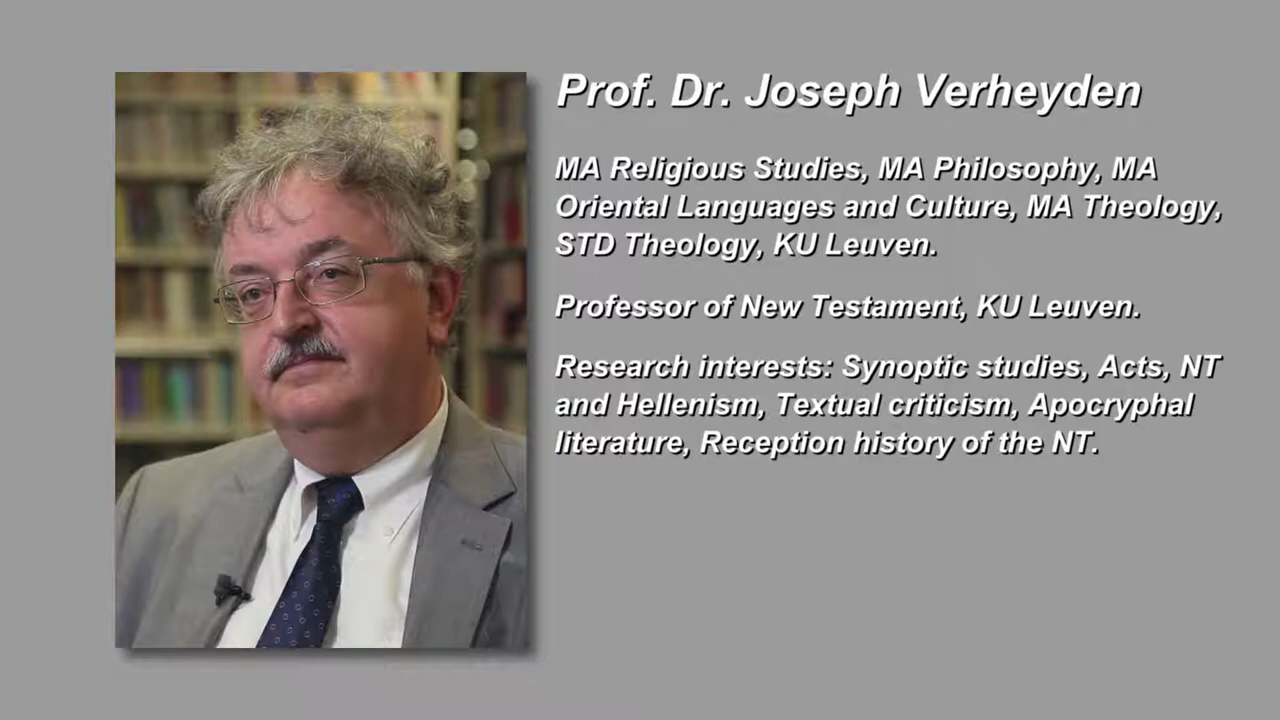 Prof. Dr. Joseph Verheyden
MA Religious Studies, MA Philosophy, MA
Oriental Languages and Culture, MA Theology,
STD Theology, KU Leuven.
Professor of New Testament, KU Leuven.
Research interests: Synoptic studies, Acts, NT
and Hellenism, Textual criticism, Apocryphal
literature, Reception history of the NT.